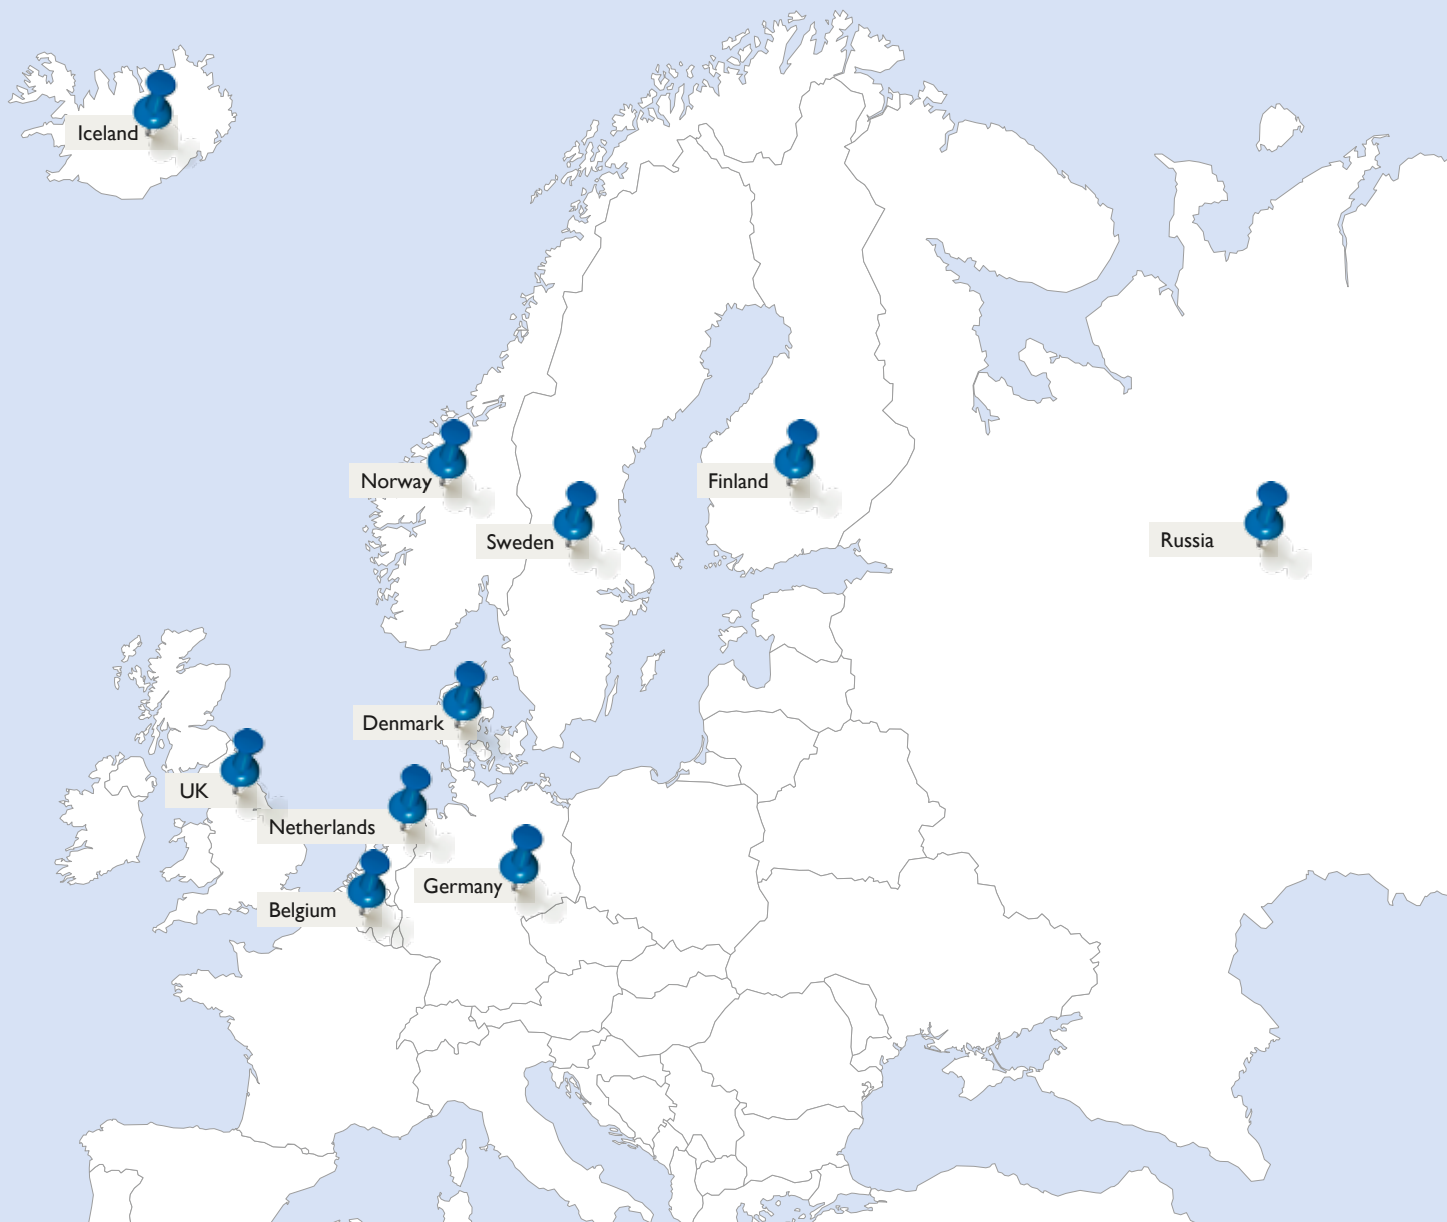 Iceland
Norway
Finland
Sweden
Russia
Denmark
UK
Netherlands
Germany
Belgium